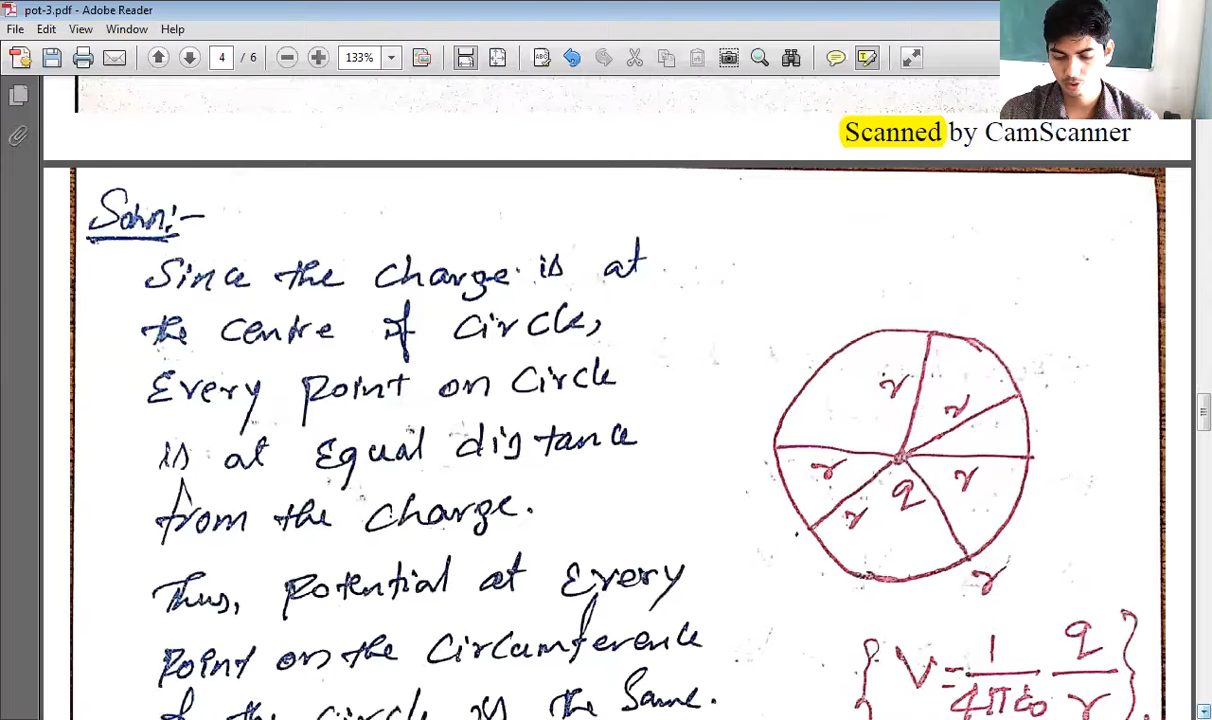 pot-3.pdf - Adobe Reader
File Edit View Window Help
4 / 6 133%
Scanned by CamScanner
Soln:-
Since the charge is at
the centre of circle,
Every point on circle
is at Equal distance
from the charge.
Thus, potential at Every
point on the circumference
of the circle is the Same.
r
r
r
r
r
q
r
{ V = 1/4πε0 q/r }